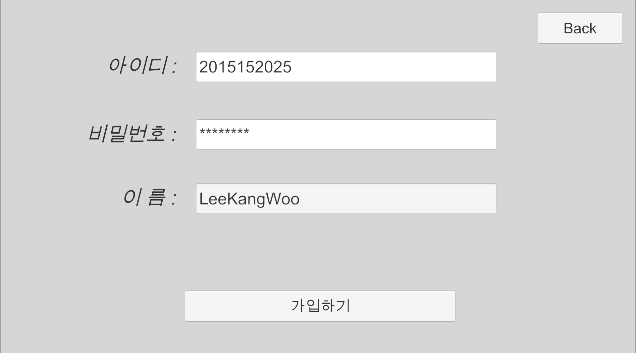 Back
아이디 : 2015152025
비밀번호 : ********
이 름 : LeeKangWoo
가입하기